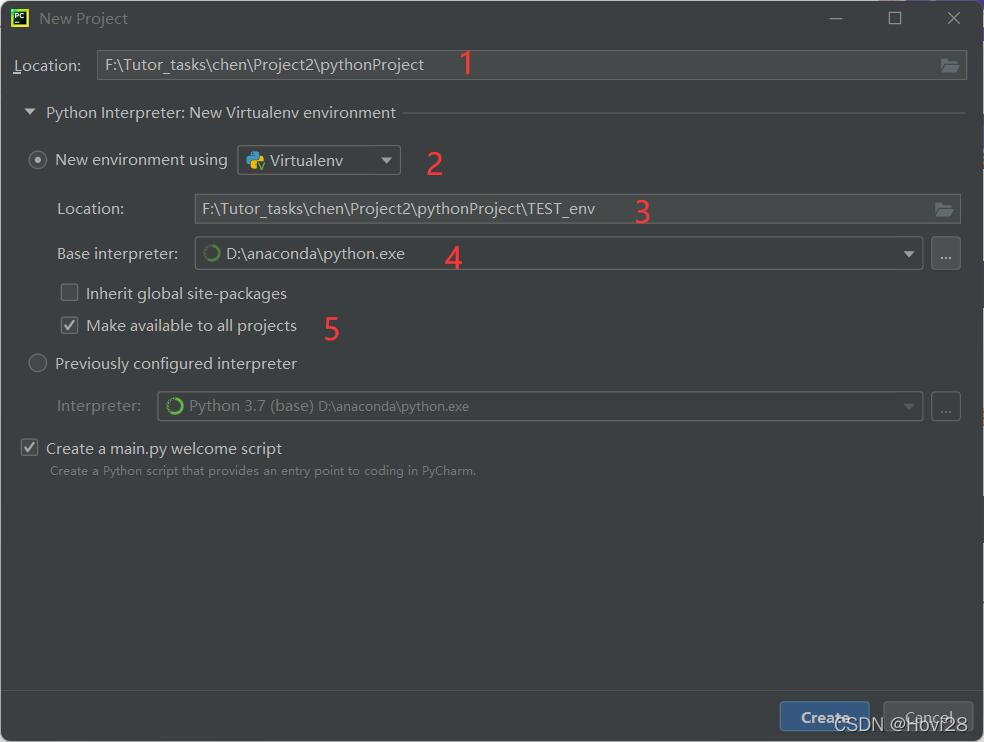 PC
New Project
Location: F:\Tutor_tasks\chen\Project2\pythonProject 1
Python Interpreter: New Virtualenv environment
New environment using Virtualenv 2
Location: F:\Tutor_tasks\chen\Project2\pythonProject\TEST_env 3
Base interpreter: D:\anaconda\python.exe 4 ...
Inherit global site-packages
Make available to all projects 5
Previously configured interpreter
Interpreter: Python 3.7 (base) D:\anaconda\python.exe ...
Create a main.py welcome script
Create a Python script that provides an entry point to coding in PyCharm.
Create Cancel
CSDN @Hovi28